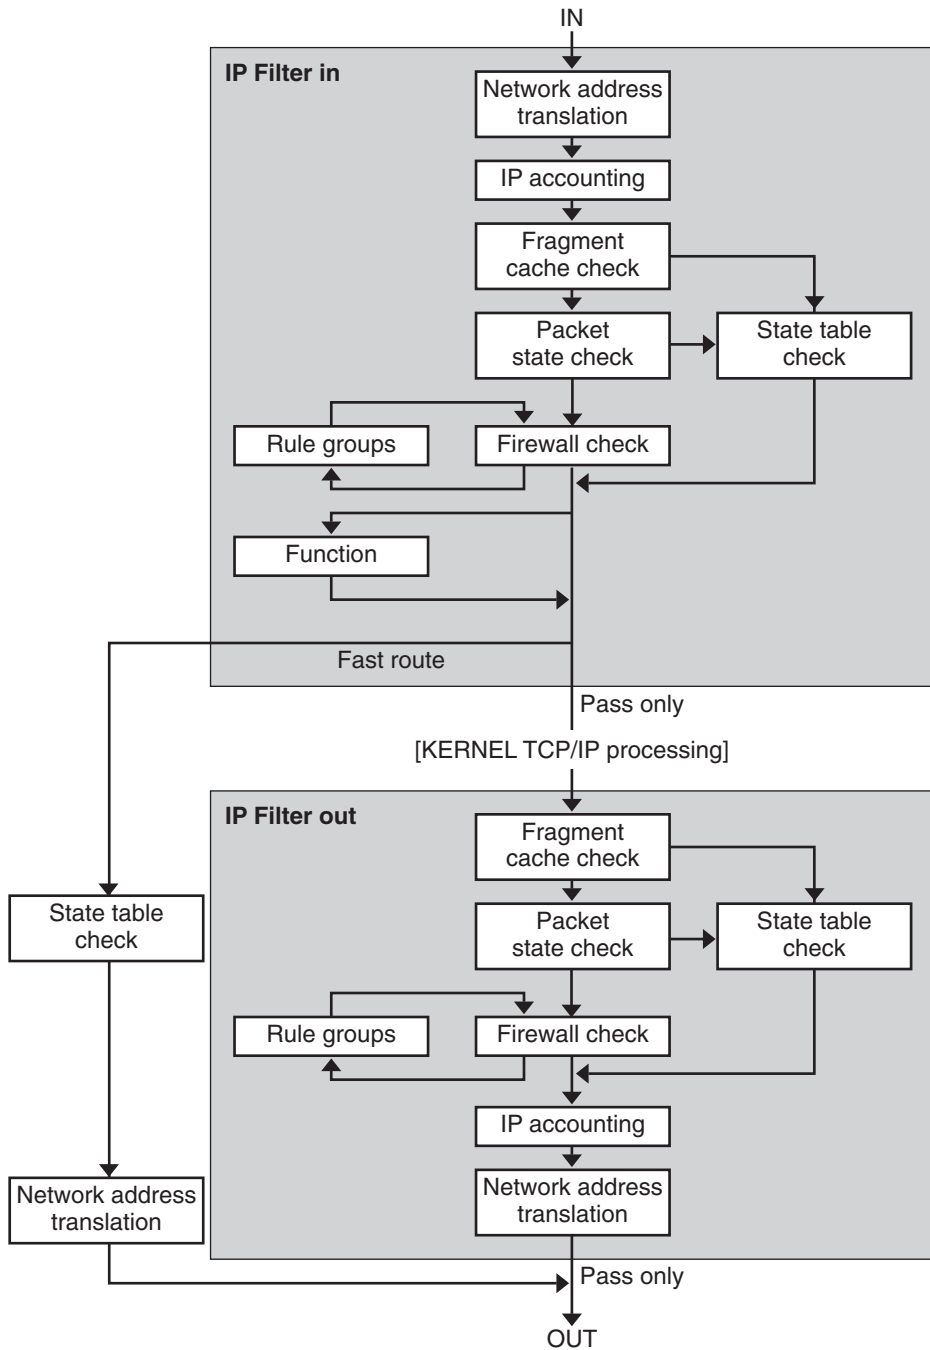 IN
IP Filter in
Network address
translation
IP accounting
Fragment
cache check
Packet
state check
State table
check
Rule groups
Firewall check
Function
Fast route
Pass only
[KERNEL TCP/IP processing]
IP Filter out
Fragment
cache check
State table
check
Packet
state check
State table
check
Rule groups
Firewall check
IP accounting
Network address
translation
Network address
translation
Pass only
OUT